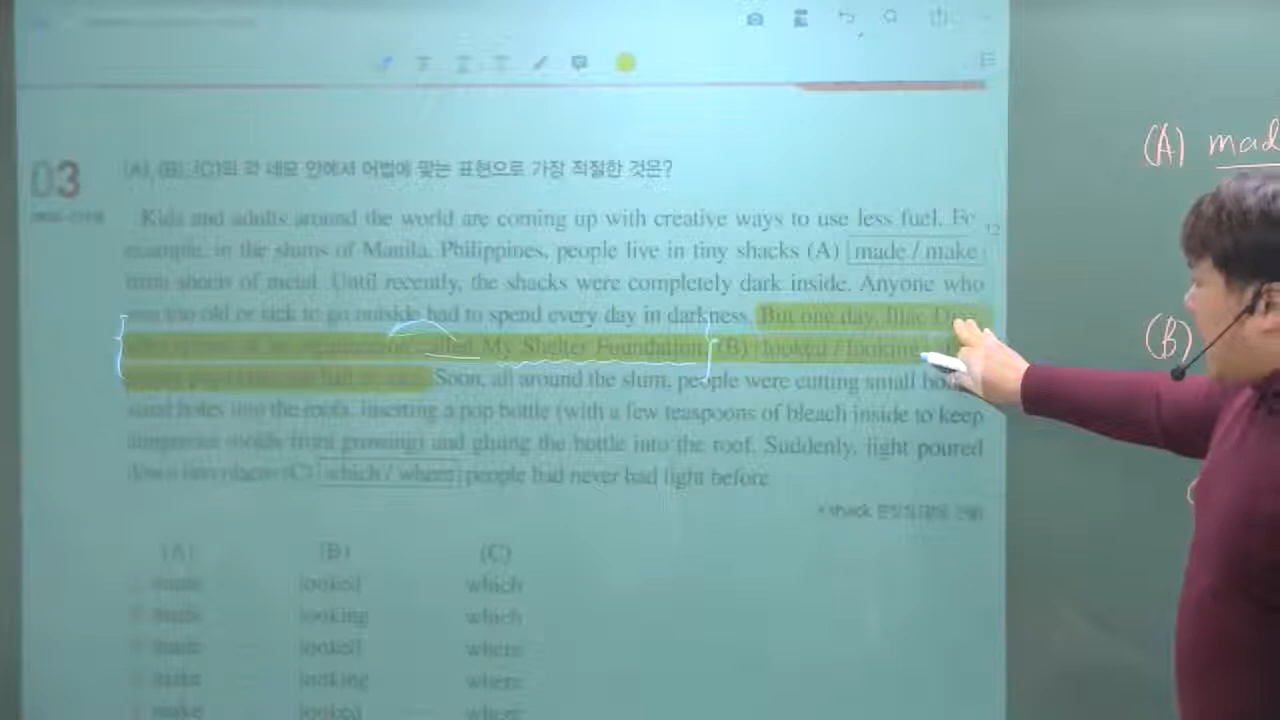 03
(A), (B), (C)의 각 네모 안에서 어법에 맞는 표현으로 가장 적절한 것은?
Kids and adults around the world are coming up with creative ways to use less fuel. For
example, in the slums of Manila, Philippines, people live in tiny shacks (A) made / make
from sheets of metal. Until recently, the shacks were completely dark inside. Anyone who
was too old or sick to go outside had to spend every day in darkness. But one day, Illac
called My Shelter Foundation (B) looked / looking
Soon, all around the slum, people were cutting small
sized holes into the roofs, inserting a pop bottle (with a few teaspoons of bleach inside to keep
dangerous molds from growing) and gluing the bottle into the roof. Suddenly, light poured
down into places (C) which / where people had never had light before.
* shack
(A) (B) (C)
made looked which
made looking which
made looked where
make looking where
make looked where
(A) mad
(B)